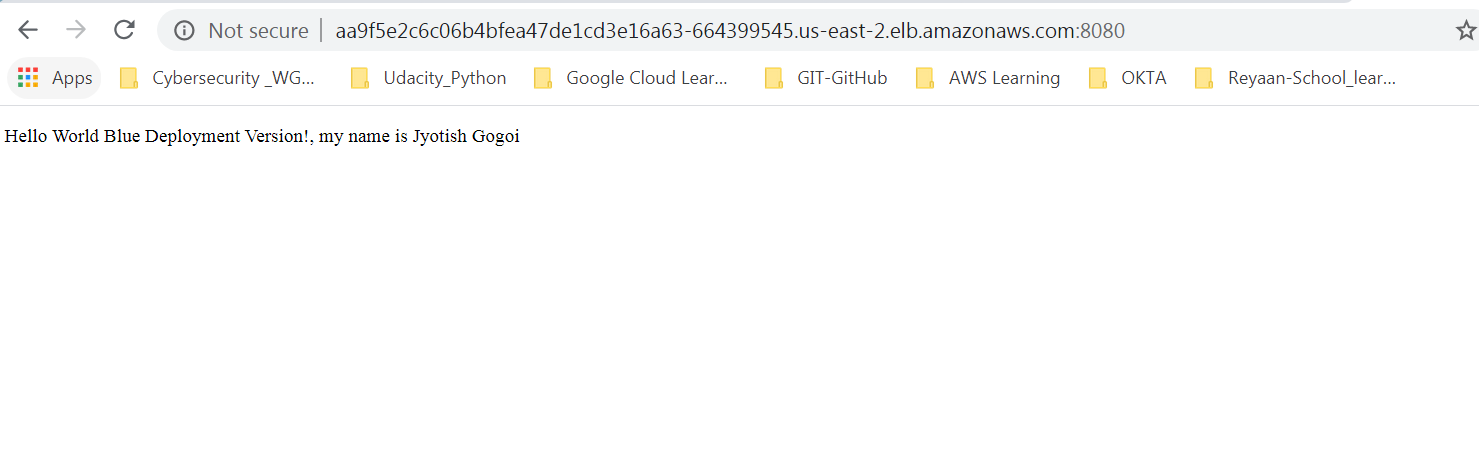 Not secure aa9f5e2c6c06b4bfea47de1cd3e16a63-664399545.us-east-2.elb.amazonaws.com:8080
Apps Cybersecurity _WG... Udacity_Python Google Cloud Lear... GIT-GitHub AWS Learning OKTA Reyaan-School_lear...
Hello World Blue Deployment Version!, my name is Jyotish Gogoi